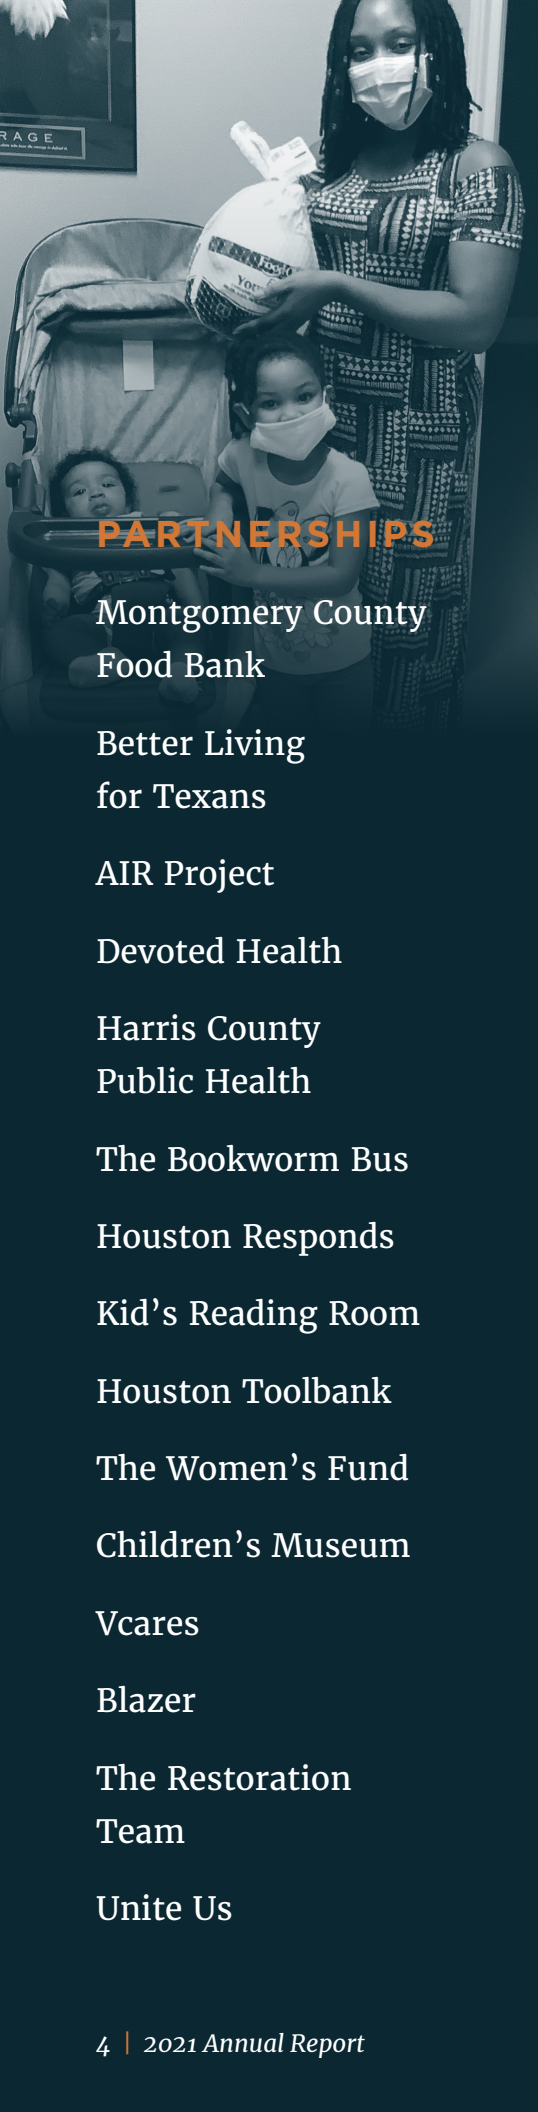 RAGE
You
PARTNERSHIPS
Montgomery County
Food Bank
Better Living
for Texans
AIR Project
Devoted Health
Harris County
Public Health
The Bookworm Bus
Houston Responds
Kid’s Reading Room
Houston Toolbank
The Women’s Fund
Children’s Museum
Vcares
Blazer
The Restoration
Team
Unite Us
4 | 2021 Annual Report